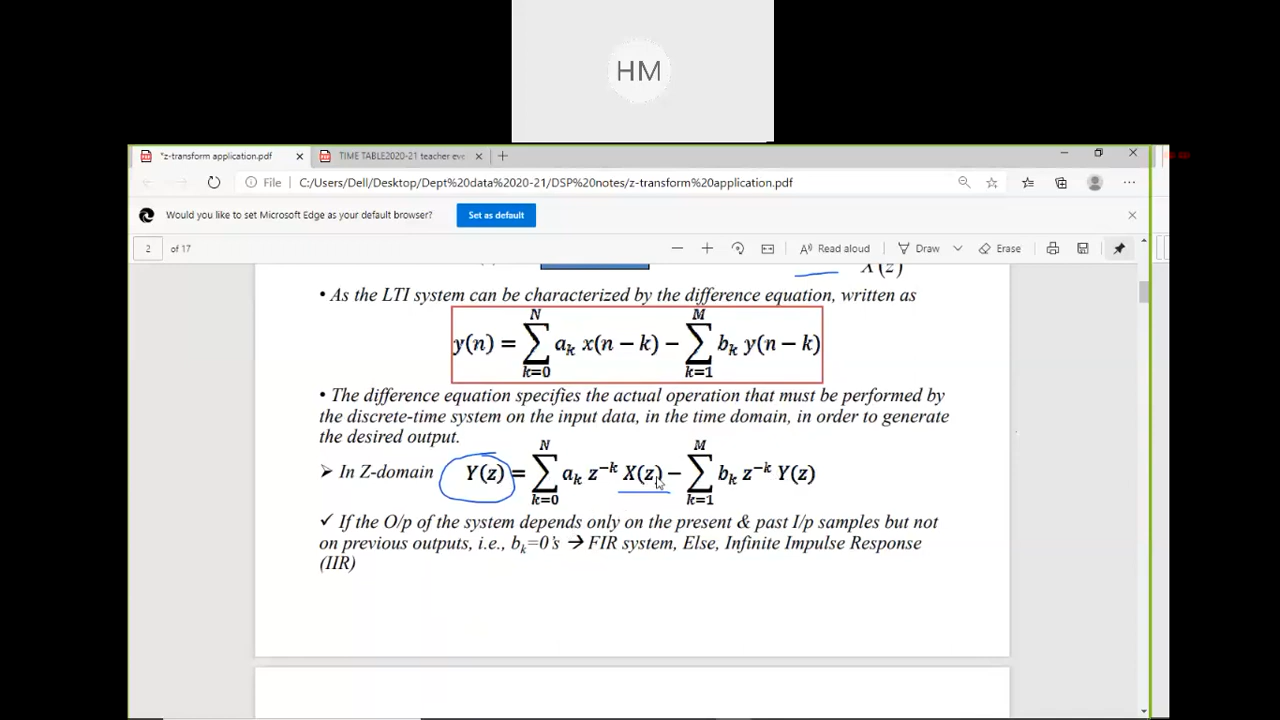 HM
*z-transform application.pdf
TIME TABLE2020-21 teacher eve
File C:/Users/Dell/Desktop/Dept%20data%2020-21/DSP%20notes/z-transform%20application.pdf
Would you like to set Microsoft Edge as your default browser? Set as default
2 of 17 Read aloud Draw Erase
X(z)
• As the LTI system can be characterized by the difference equation, written as
y(n) = ∑_{k=0}^{N} a_k x(n − k) − ∑_{k=1}^{M} b_k y(n − k)
• The difference equation specifies the actual operation that must be performed by
the discrete-time system on the input data, in the time domain, in order to generate
the desired output.
➢ In Z-domain Y(z) = ∑_{k=0}^{N} a_k z^{−k} X(z) − ∑_{k=1}^{M} b_k z^{−k} Y(z)
✓ If the O/p of the system depends only on the present & past I/p samples but not
on previous outputs, i.e., b_k=0's → FIR system, Else, Infinite Impulse Response
(IIR)